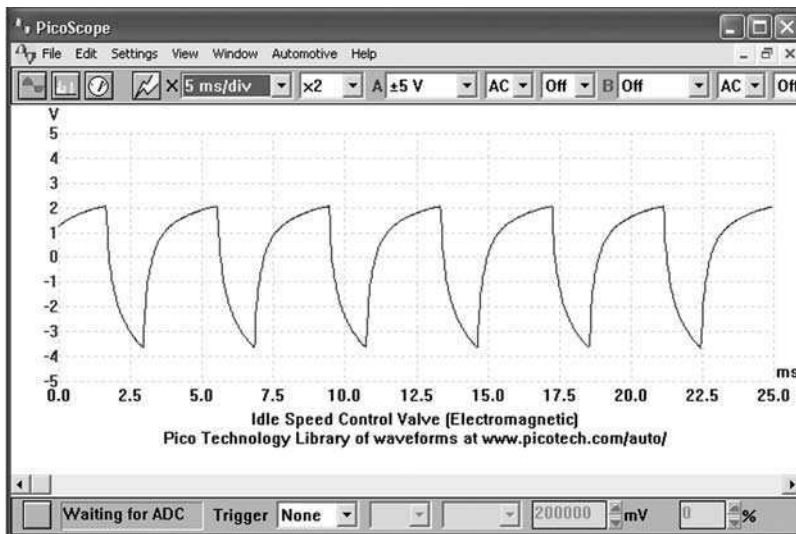 PicoScope
File Edit Settings View Window Automotive Help
X 5 ms/div x2 A ±5 V AC Off B Off AC Off
V
5
4
3
2
1
0
-1
-2
-3
-4
-5
ms
0.0 2.5 5.0 7.5 10.0 12.5 15.0 17.5 20.0 22.5 25.0
Idle Speed Control Valve (Electromagnetic)
Pico Technology Library of waveforms at www.picotech.com/auto/
Waiting for ADC Trigger None 200000 mV 0 %